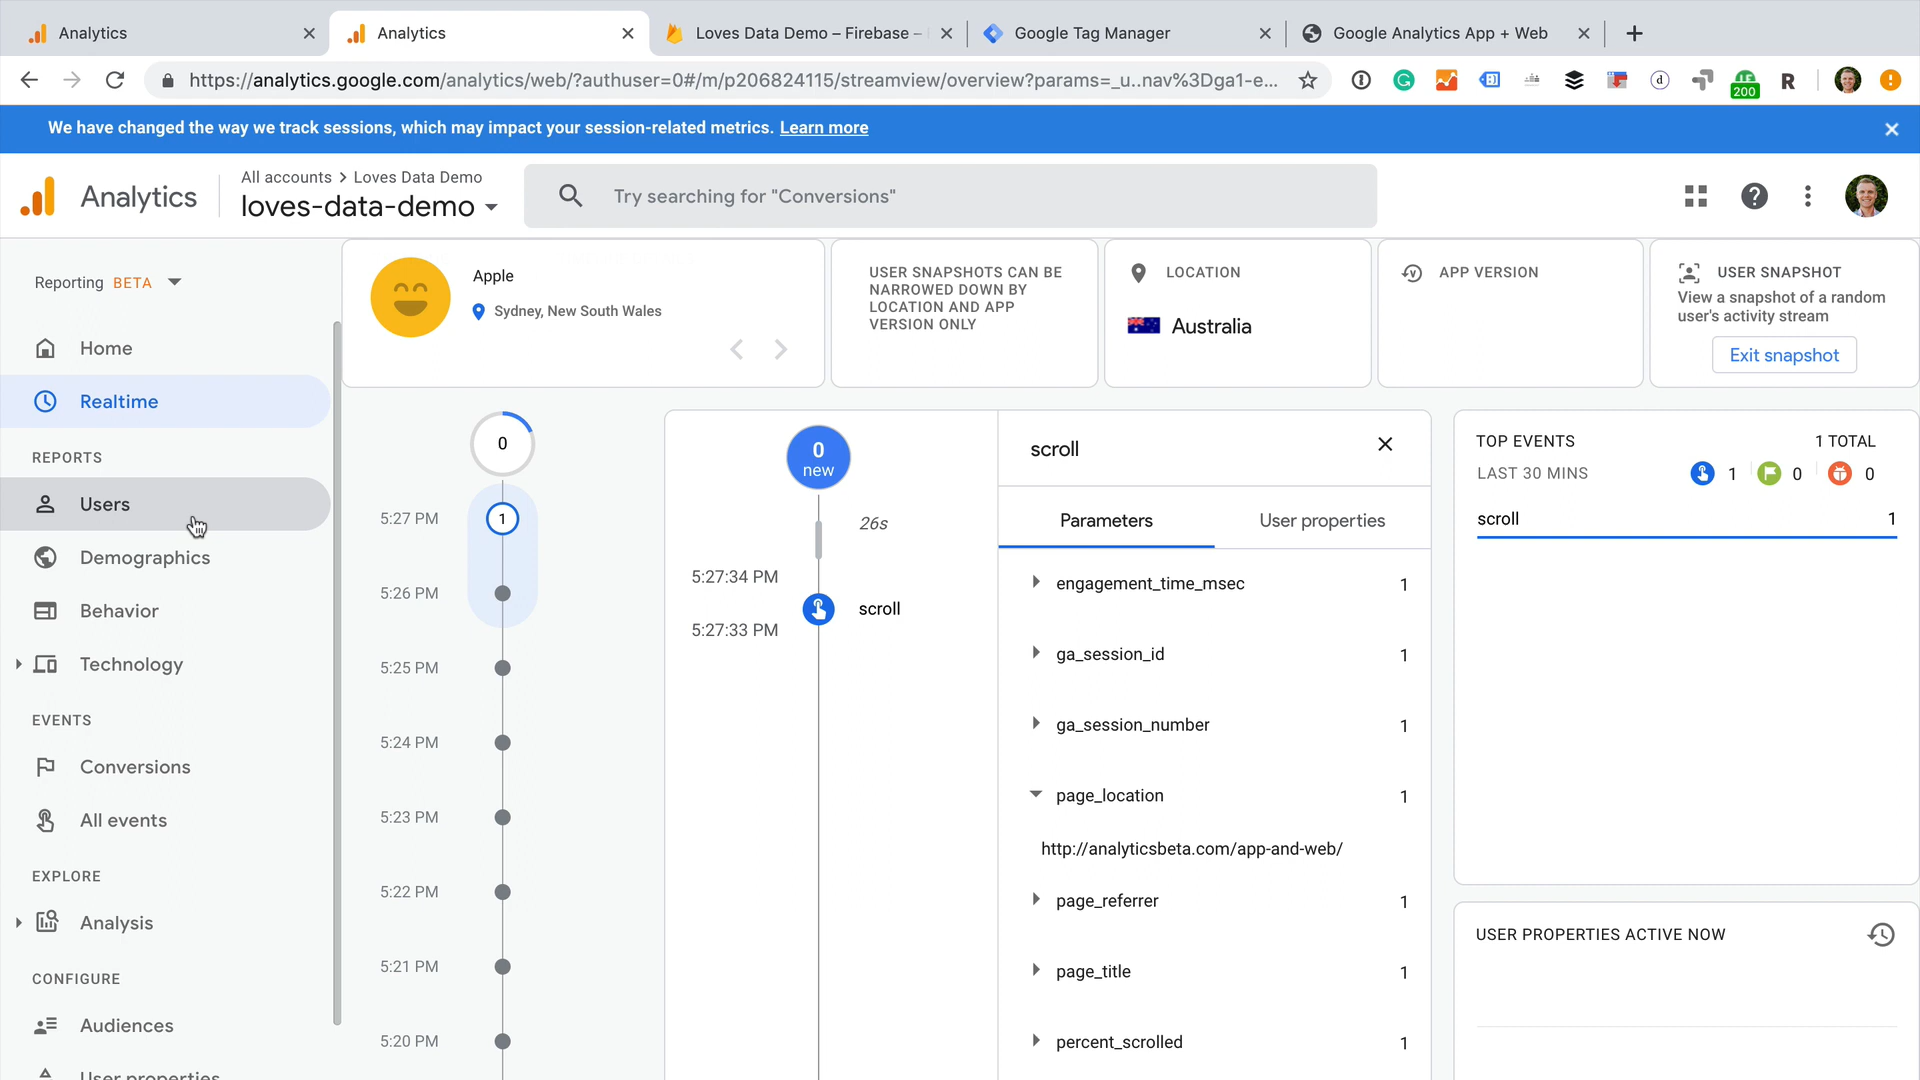 Analytics
Analytics
Loves Data Demo – Firebase –
Google Tag Manager
Google Analytics App + Web
https://analytics.google.com/analytics/web/?authuser=0#/m/p206824115/streamview/overview?params=_u..nav%3Dga1-e...
200
R
We have changed the way we track sessions, which may impact your session-related metrics. Learn more
Analytics
All accounts > Loves Data Demo
loves-data-demo
Try searching for "Conversions"
Reporting BETA
Home
Realtime
REPORTS
Users
Demographics
Behavior
Technology
EVENTS
Conversions
All events
EXPLORE
Analysis
CONFIGURE
Audiences
User properties
Apple
Sydney, New South Wales
USER SNAPSHOTS CAN BE
NARROWED DOWN BY
LOCATION AND APP
VERSION ONLY
LOCATION
Australia
APP VERSION
USER SNAPSHOT
View a snapshot of a random
user's activity stream
Exit snapshot
0
5:27 PM
1
5:26 PM
5:25 PM
5:24 PM
5:23 PM
5:22 PM
5:21 PM
5:20 PM
0
new
26s
5:27:34 PM
scroll
5:27:33 PM
scroll
Parameters
User properties
engagement_time_msec 1
ga_session_id 1
ga_session_number 1
page_location 1
http://analyticsbeta.com/app-and-web/
page_referrer 1
page_title 1
percent_scrolled 1
TOP EVENTS 1 TOTAL
LAST 30 MINS 1 0 0
scroll 1
USER PROPERTIES ACTIVE NOW